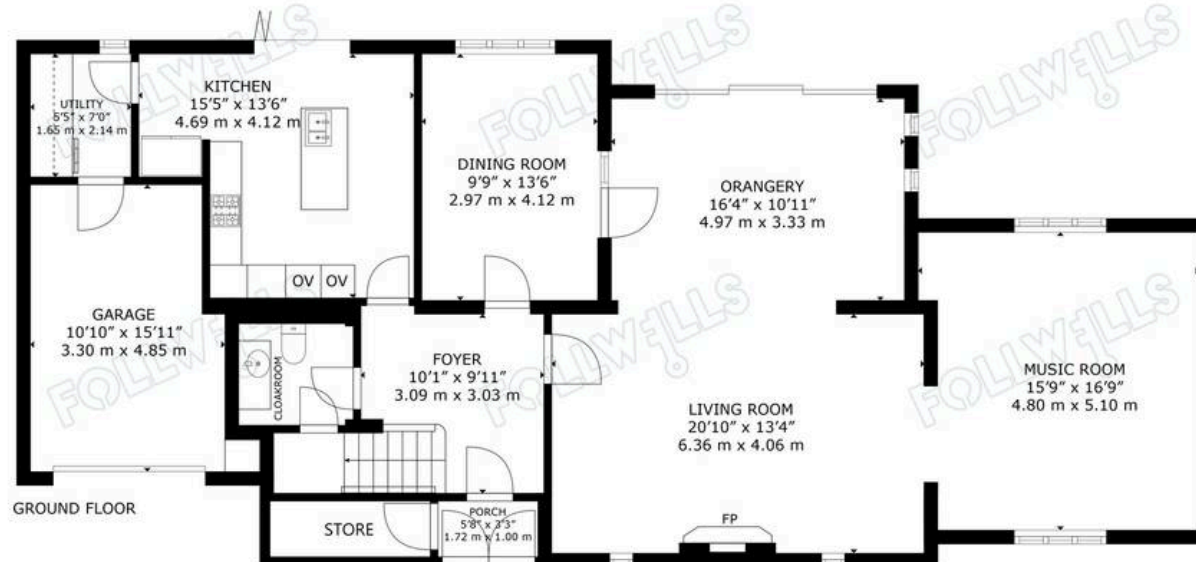 FOLLWELLS
FOLLWELLS
FOLLWELLS
KITCHEN
15'5" x 13'6"
4.69 m x 4.12 m
UTILITY
5'5" x 7'0"
1.65 m x 2.14 m
DINING ROOM
9'9" x 13'6"
2.97 m x 4.12 m
ORANGERY
16'4" x 10'11"
4.97 m x 3.33 m
OV
OV
GARAGE
10'10" x 15'11"
3.30 m x 4.85 m
FOLLWELLS
FOLLWELLS
FOLLWELLS
CLOAKROOM
FOYER
10'1" x 9'11"
3.09 m x 3.03 m
LIVING ROOM
20'10" x 13'4"
6.36 m x 4.06 m
MUSIC ROOM
15'9" x 16'9"
4.80 m x 5.10 m
GROUND FLOOR
STORE
PORCH
5'8" x 3'3"
1.72 m x 1.00 m
FP